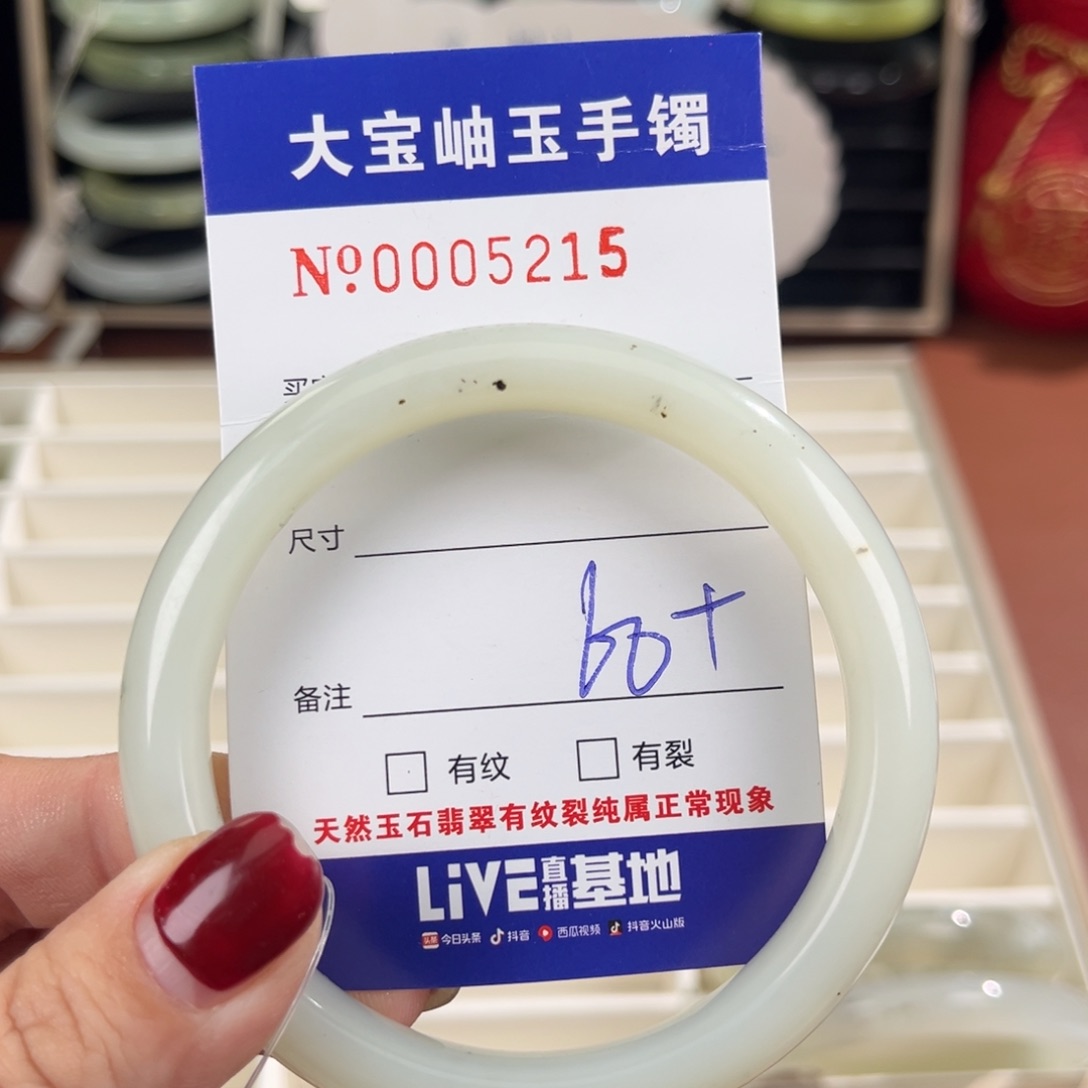 大宝岫玉手镯
№0005215
尺寸
60+
备注
有纹 有裂
天然玉石翡翠有纹裂纯属正常现象
LiVE直播基地
头条 今日头条 抖音 西瓜视频 抖音火山版